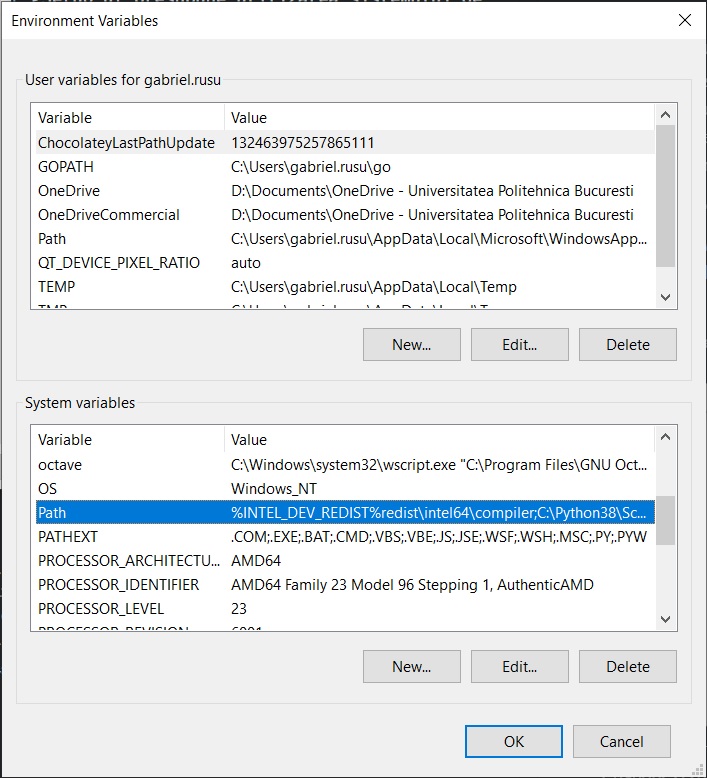 Environment Variables
User variables for gabriel.rusu
Variable Value
ChocolateyLastPathUpdate 132463975257865111
GOPATH C:\Users\gabriel.rusu\go
OneDrive D:\Documents\OneDrive - Universitatea Politehnica Bucuresti
OneDriveCommercial D:\Documents\OneDrive - Universitatea Politehnica Bucuresti
Path C:\Users\gabriel.rusu\AppData\Local\Microsoft\WindowsApp...
QT_DEVICE_PIXEL_RATIO auto
TEMP C:\Users\gabriel.rusu\AppData\Local\Temp
New... Edit... Delete
System variables
Variable Value
octave C:\Windows\system32\wscript.exe "C:\Program Files\GNU Oct...
OS Windows_NT
Path %INTEL_DEV_REDIST%redist\intel64\compiler;C:\Python38\Sc...
PATHEXT .COM;.EXE;.BAT;.CMD;.VBS;.VBE;.JS;.JSE;.WSF;.WSH;.MSC;.PY;.PYW
PROCESSOR_ARCHITECTU... AMD64
PROCESSOR_IDENTIFIER AMD64 Family 23 Model 96 Stepping 1, AuthenticAMD
PROCESSOR_LEVEL 23
New... Edit... Delete
OK Cancel